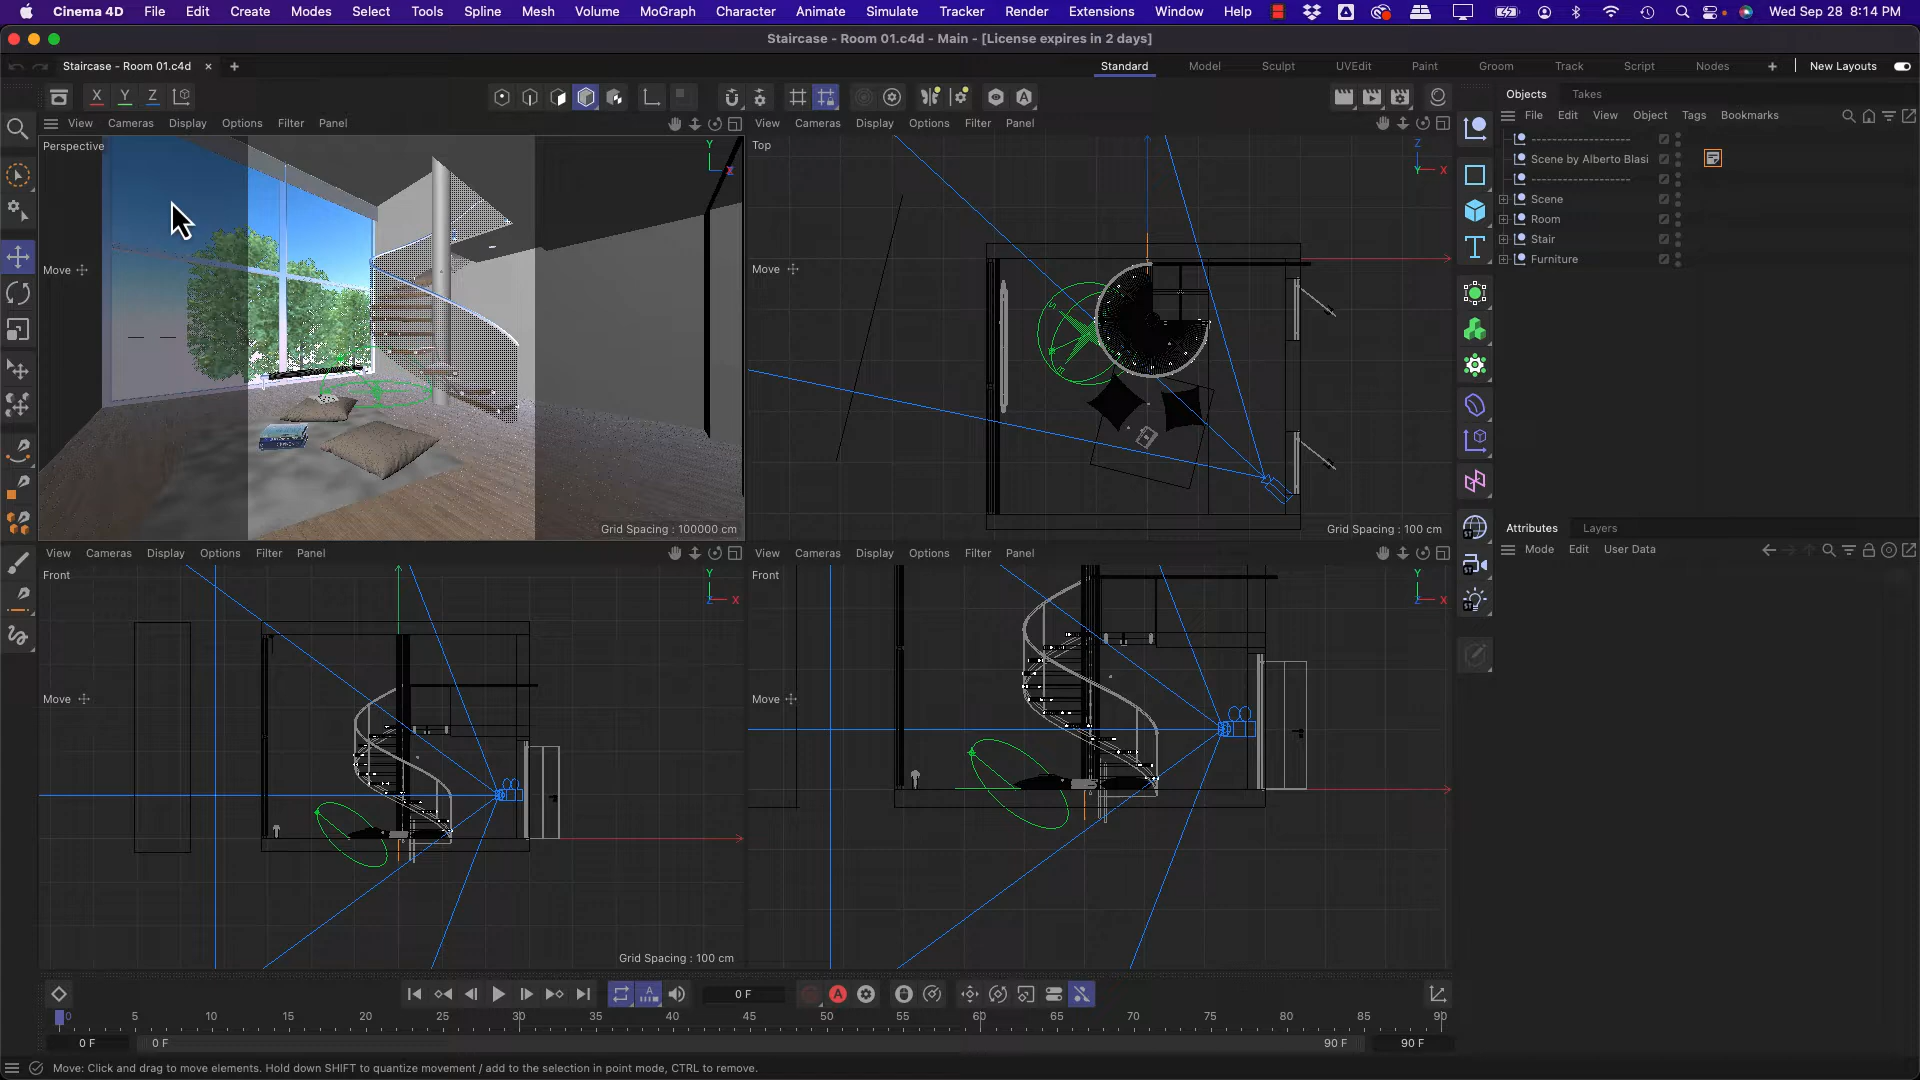 Cinema 4D File Edit Create Modes Select Tools Spline Mesh Volume MoGraph Character Animate Simulate Tracker Render Extensions Window Help Wed Sep 28 8:14 PM
Staircase - Room 01.c4d - Main - [License expires in 2 days]
Staircase - Room 01.c4d × + Standard Model Sculpt UVEdit Paint Groom Track Script Nodes + New Layouts
X Y Z
Objects Takes
File Edit View Object Tags Bookmarks
View Cameras Display Options Filter Panel
Perspective
Y
Move
Grid Spacing : 100000 cm
View Cameras Display Options Filter Panel
Top
Z
Y X
Move
Grid Spacing : 100 cm
--------------------
Scene by Alberto Blasi
--------------------
Scene
Room
Stair
Furniture
View Cameras Display Options Filter Panel
Front
Y
Z X
Move
Grid Spacing : 100 cm
View Cameras Display Options Filter Panel
Front
Y
Z X
Move
Attributes Layers
Mode Edit User Data
ST
ST
A
0 F
A
0 5 10 15 20 25 30 35 40 45 50 55 60 65 70 75 80 85 90
0 F 0 F 90 F 90 F
Move: Click and drag to move elements. Hold down SHIFT to quantize movement / add to the selection in point mode, CTRL to remove.